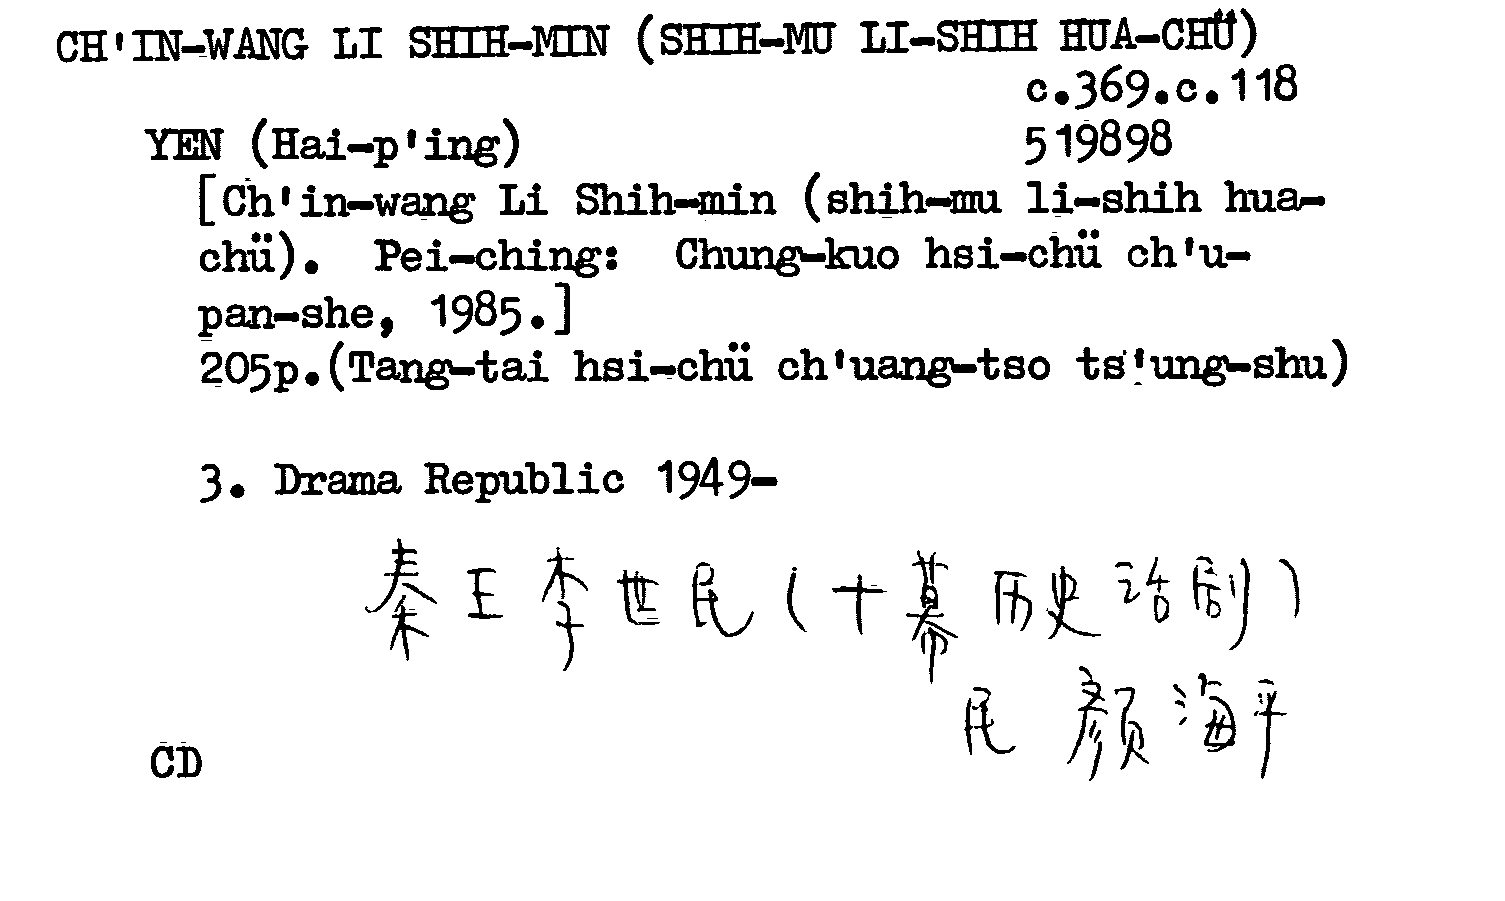 CH'IN-WANG LI SHIH-MIN (SHIH-MU LI-SHIH HUA-CHÜ)
c.369.c.118
YEN (Hai-p'ing) 519898
[Ch'in-wang Li Shih-min (shih-mu li-shih hua-
chü). Pei-ching: Chung-kuo hsi-chü ch'u-
pan-she, 1985.]
205p.(Tang-tai hsi-chü ch'uang-tso ts'ung-shu)
3. Drama Republic 1949-
秦王李世民(十幕历史话剧)
民 颜海平
CD